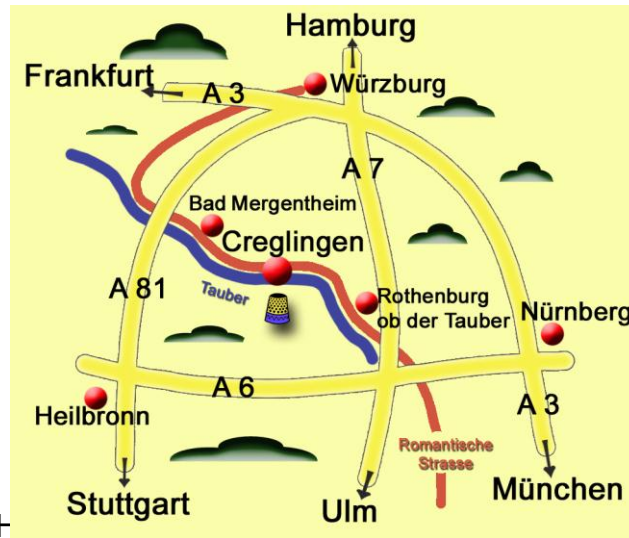 Hamburg
Frankfurt
A 3
Würzburg
A 7
Bad Mergentheim
Creglingen
A 81
Tauber
Rothenburg
ob der Tauber
Nürnberg
A 6
Heilbronn
A 3
Romantische
Strasse
Stuttgart
Ulm
München